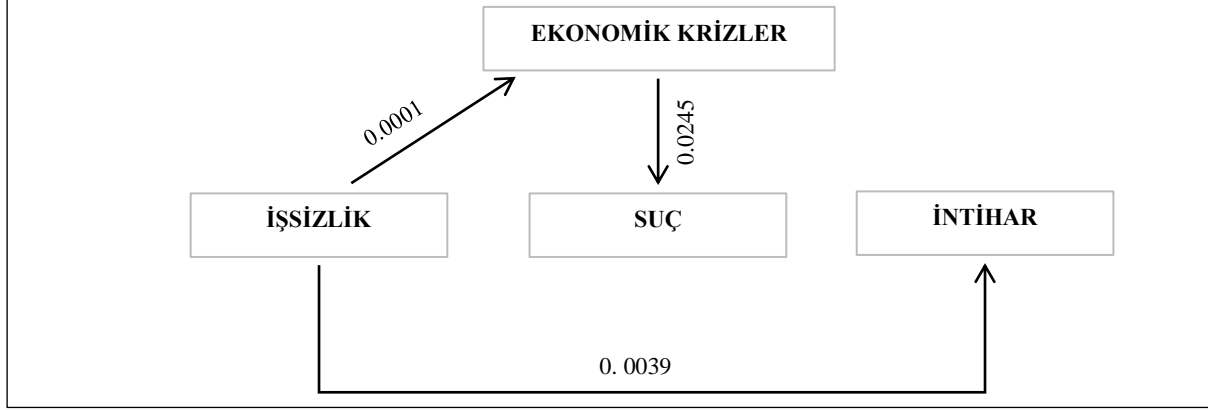 EKONOMİK KRİZLER
0.0001
0.0245
İŞSİZLİK
SUÇ
İNTİHAR
0. 0039